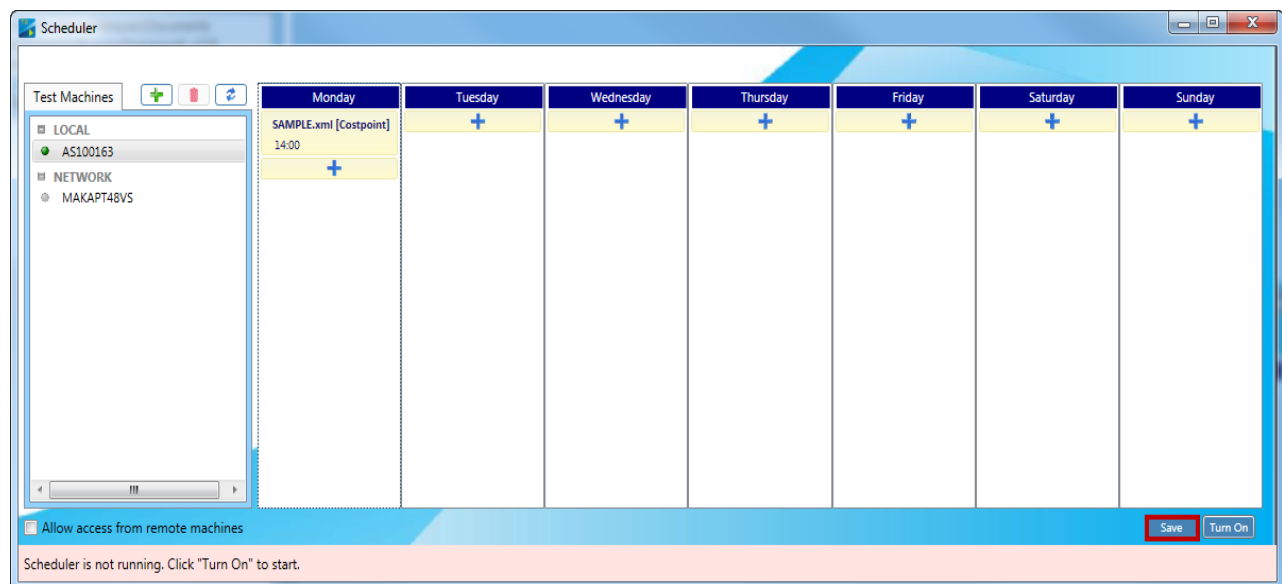 Scheduler
Test Machines
LOCAL
AS100163
NETWORK
MAKAPT48VS
Monday
Tuesday
Wednesday
Thursday
Friday
Saturday
Sunday
SAMPLE.xml [Costpoint]
14:00
Allow access from remote machines
Save
Turn On
Scheduler is not running. Click "Turn On" to start.